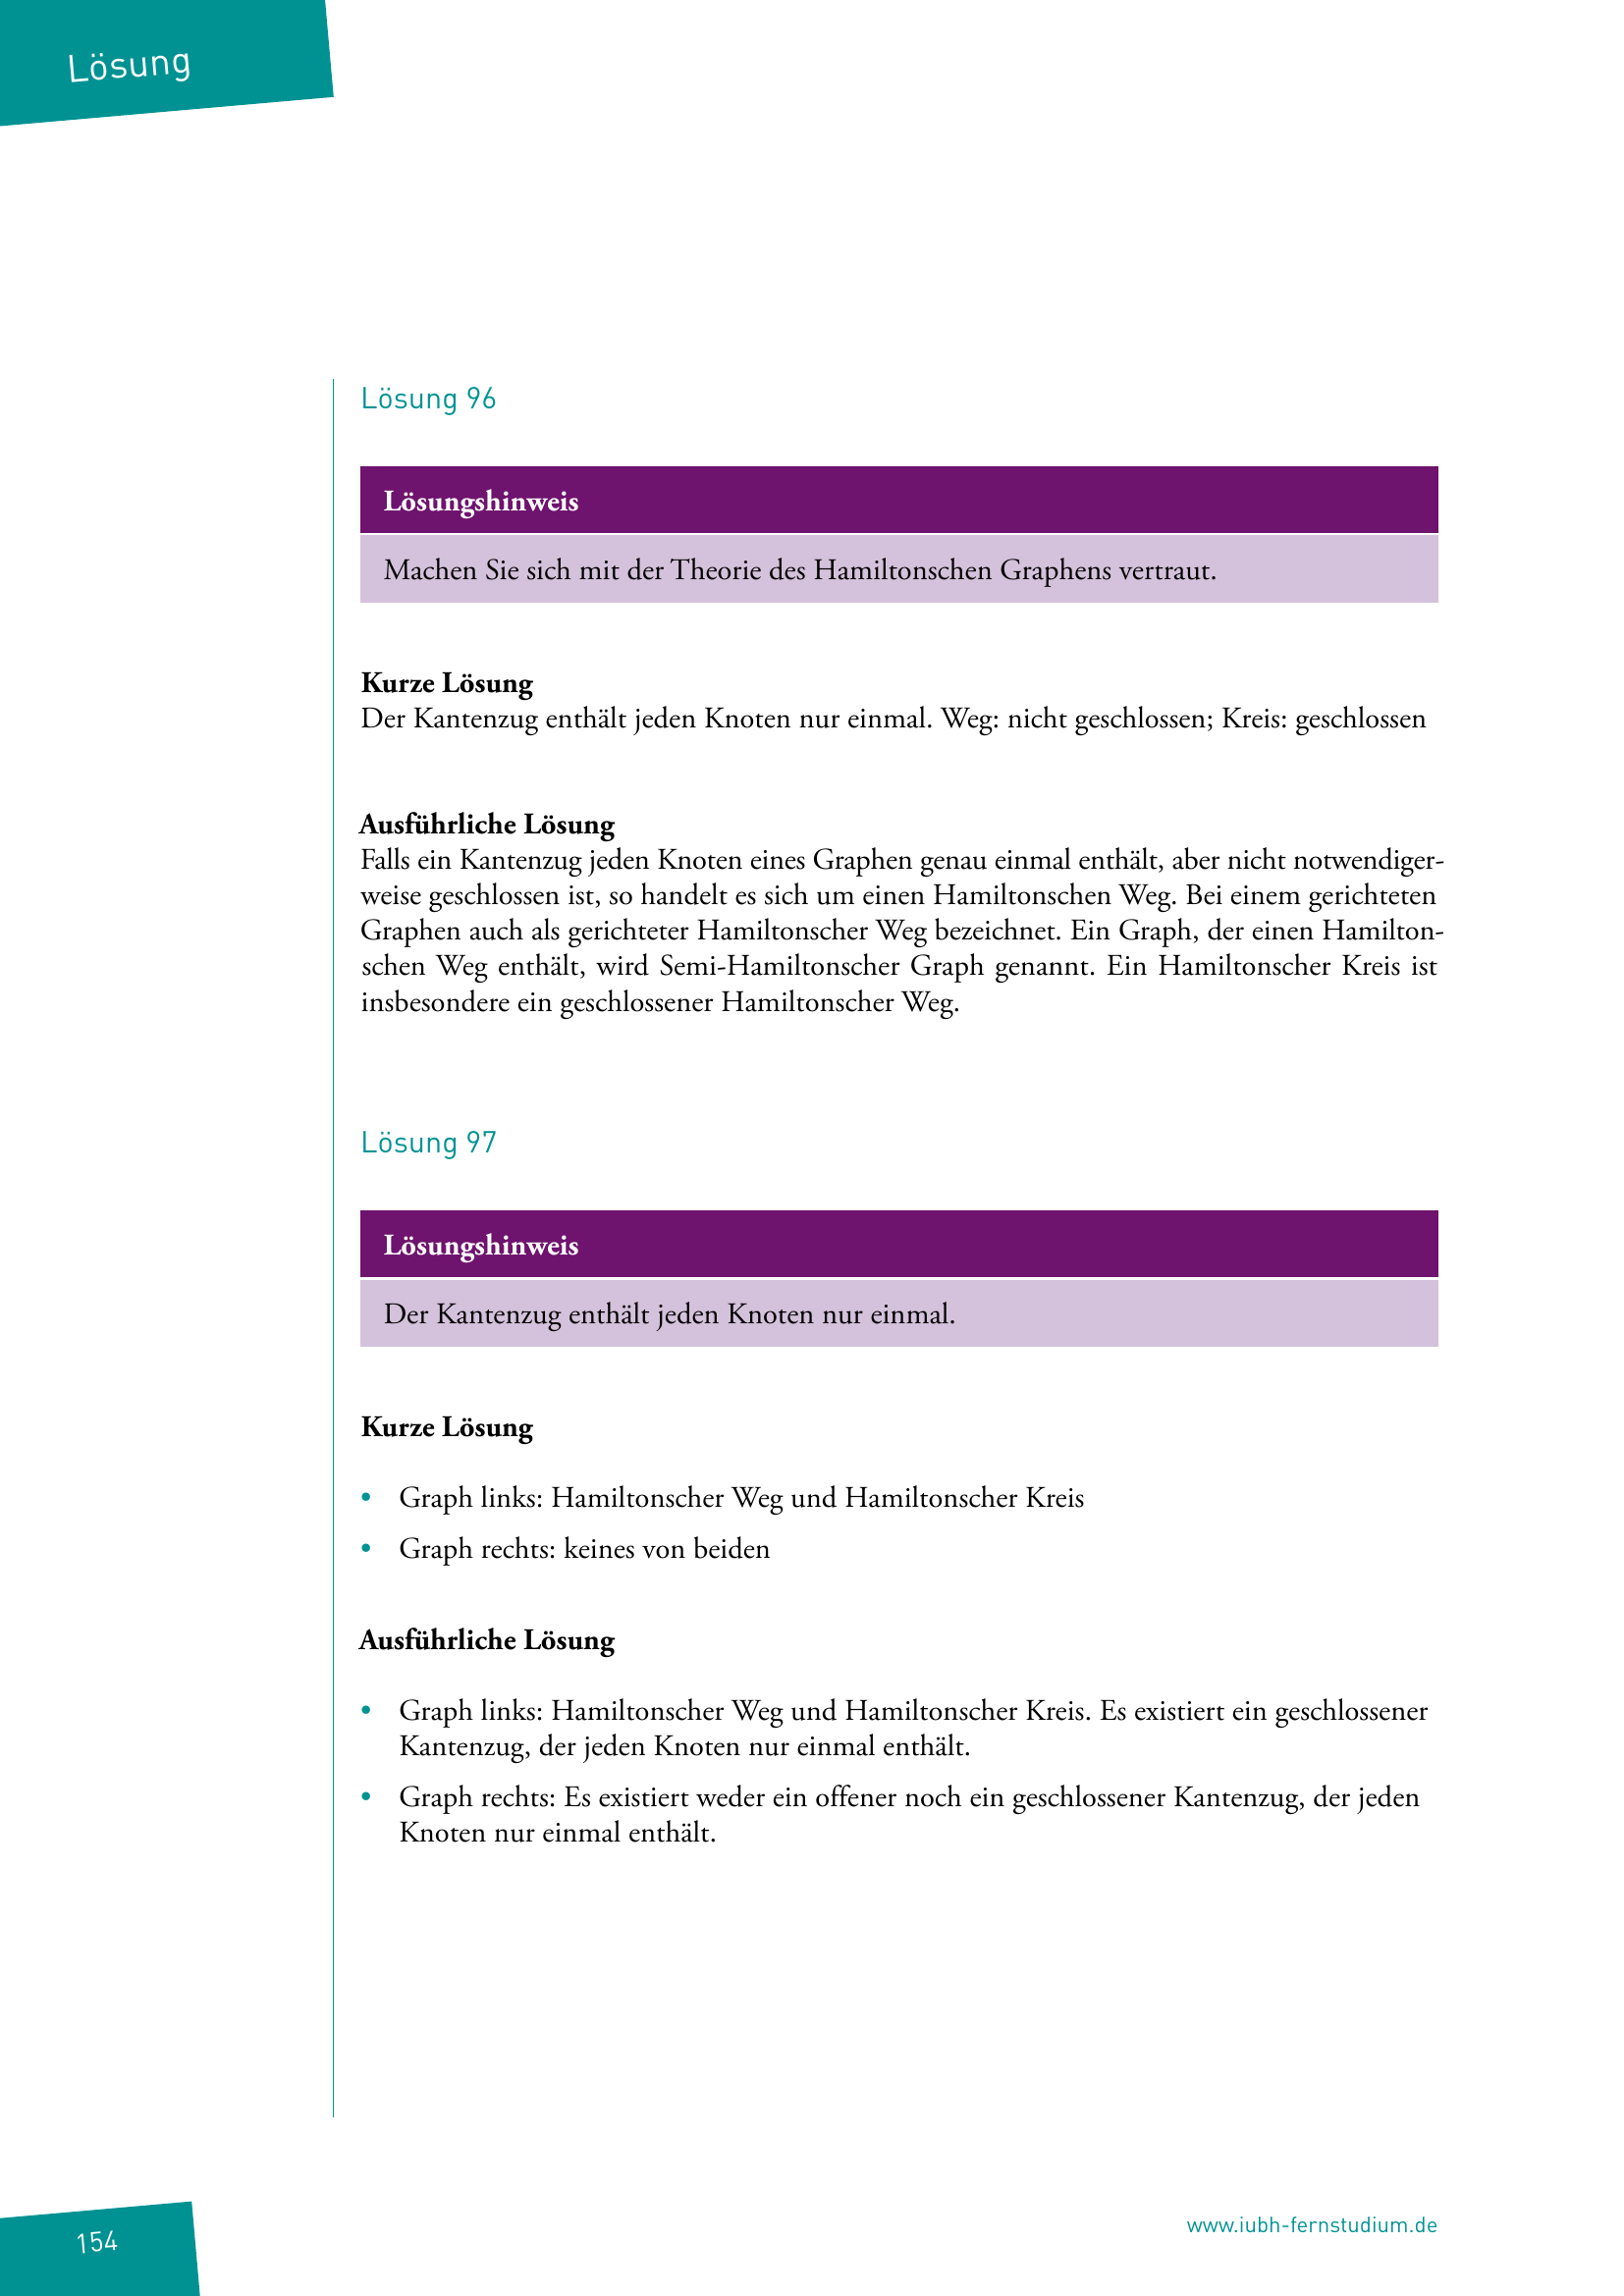 Lösung
Lösung 96
Lösungshinweis
Machen Sie sich mit der Theorie des Hamiltonschen Graphens vertraut.
Kurze Lösung
Der Kantenzug enthält jeden Knoten nur einmal. Weg: nicht geschlossen; Kreis: geschlossen
Ausführliche Lösung
Falls ein Kantenzug jeden Knoten eines Graphen genau einmal enthält, aber nicht notwendiger-
weise geschlossen ist, so handelt es sich um einen Hamiltonschen Weg. Bei einem gerichteten
Graphen auch als gerichteter Hamiltonscher Weg bezeichnet. Ein Graph, der einen Hamilton-
schen Weg enthält, wird Semi-Hamiltonscher Graph genannt. Ein Hamiltonscher Kreis ist
insbesondere ein geschlossener Hamiltonscher Weg.
Lösung 97
Lösungshinweis
Der Kantenzug enthält jeden Knoten nur einmal.
Kurze Lösung
• Graph links: Hamiltonscher Weg und Hamiltonscher Kreis
• Graph rechts: keines von beiden
Ausführliche Lösung
• Graph links: Hamiltonscher Weg und Hamiltonscher Kreis. Es existiert ein geschlossener
Kantenzug, der jeden Knoten nur einmal enthält.
• Graph rechts: Es existiert weder ein offener noch ein geschlossener Kantenzug, der jeden
Knoten nur einmal enthält.
154
www.iubh-fernstudium.de